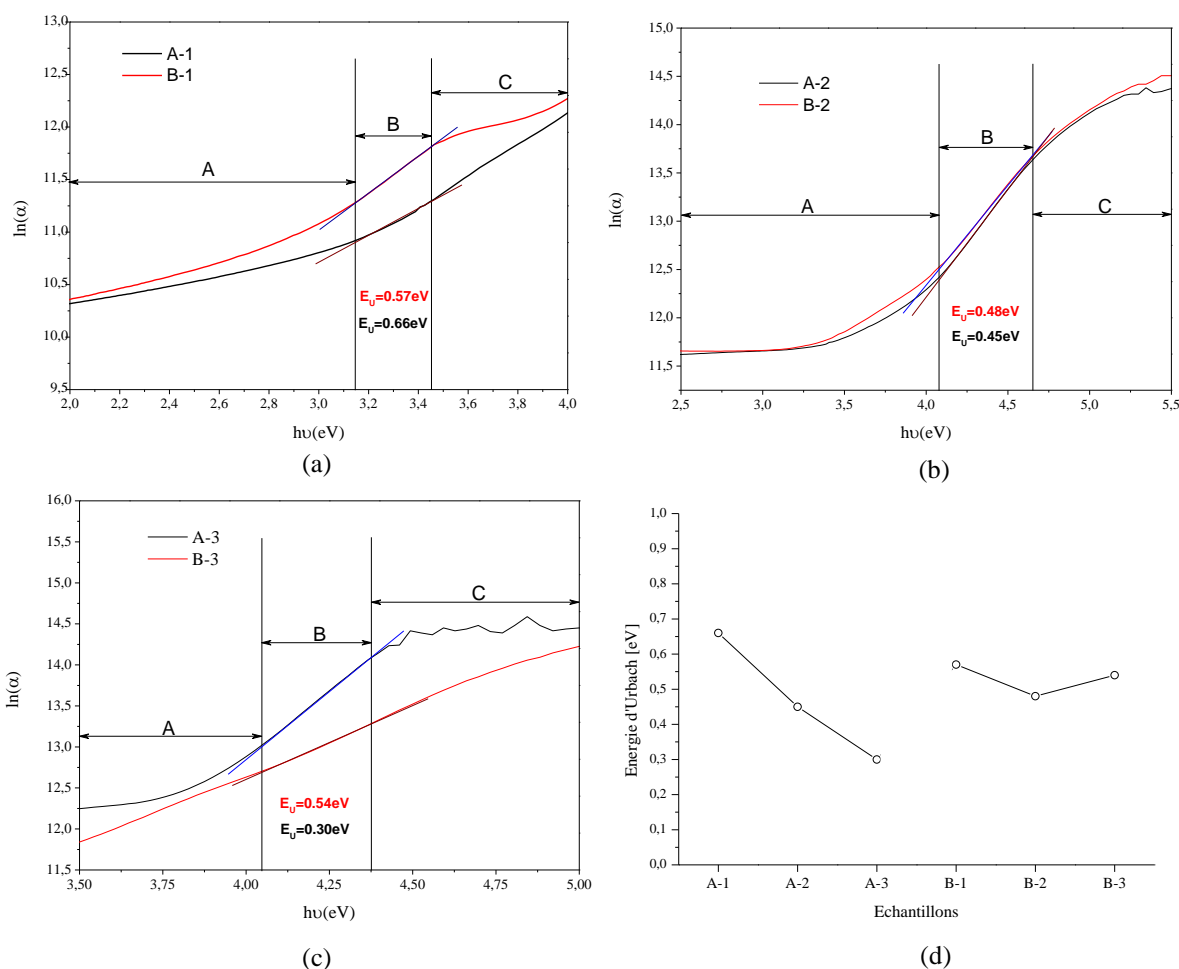 13,0
12,5
12,0
11,5
11,0
10,5
10,0
9,5
ln(α)
A-1
B-1
A
B
C
E_U=0.57eV
E_U=0.66eV
2,0 2,2 2,4 2,6 2,8 3,0 3,2 3,4 3,6 3,8 4,0
hυ(eV)
(a)
15,0
14,5
14,0
13,5
13,0
12,5
12,0
11,5
ln(α)
A-2
B-2
A
B
C
E_U=0.48eV
E_U=0.45eV
2,5 3,0 3,5 4,0 4,5 5,0 5,5
hυ(eV)
(b)
16,0
15,5
15,0
14,5
14,0
13,5
13,0
12,5
12,0
11,5
ln(α)
A-3
B-3
A
B
C
E_U=0.54eV
E_U=0.30eV
3,50 3,75 4,00 4,25 4,50 4,75 5,00
hυ(eV)
(c)
1,0
0,9
0,8
0,7
0,6
0,5
0,4
0,3
0,2
0,1
0,0
Energie d'Urbach [eV]
A-1 A-2 A-3 B-1 B-2 B-3
Echantillons
(d)